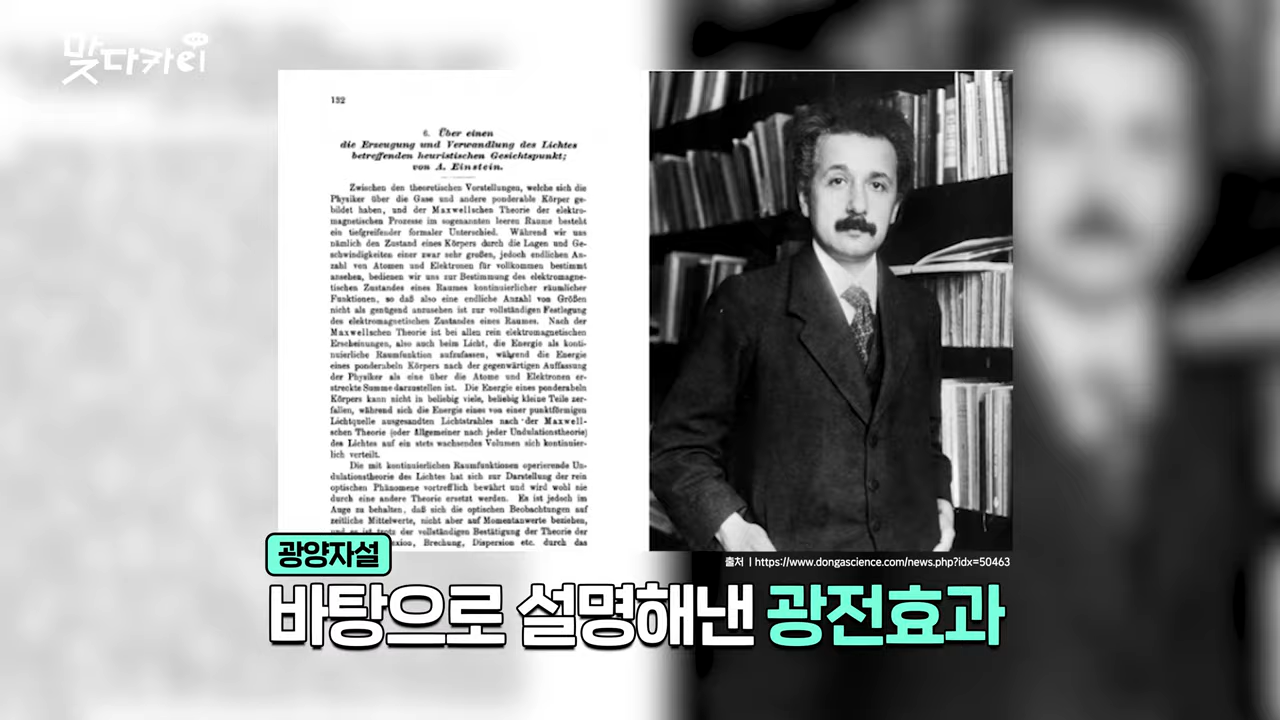 맞다카이
132
6. Über einen
die Erzeugung und Verwandlung des Lichtes
betreffenden heuristischen Gesichtspunkt;
von A. Einstein.
Zwischen den theoretischen Vorstellungen, welche sich die
Physiker über die Gase und andere ponderable Körper ge-
bildet haben, und der Maxwellschen Theorie der elektro-
magnetischen Prozesse im sogenannten leeren Raume besteht
ein tiefgreifender formaler Unterschied. Während wir uns
nämlich den Zustand eines Körpers durch die Lagen und Ge-
schwindigkeiten einer zwar sehr großen, jedoch endlichen An-
zahl von Atomen und Elektronen für vollkommen bestimmt
ansehen, bedienen wir uns zur Bestimmung des elektromagne-
tischen Zustandes eines Raumes kontinuierlicher räumlicher
Funktionen, so daß also eine endliche Anzahl von Größen
nicht als genügend anzusehen ist zur vollständigen Festlegung
des elektromagnetischen Zustandes eines Raumes. Nach der
Maxwellschen Theorie ist bei allen rein elektromagnetischen
Erscheinungen, also auch beim Licht, die Energie als konti-
nuierliche Raumfunktion aufzufassen, während die Energie
eines ponderabeln Körpers nach der gegenwärtigen Auffassung
der Physiker als eine über die Atome und Elektronen er-
streckte Summe darzustellen ist. Die Energie eines ponderabeln
Körpers kann nicht in beliebig viele, beliebig kleine Teile zer-
fallen, während sich die Energie eines von einer punktförmigen
Lichtquelle ausgesandten Lichtstrahles nach der Maxwell-
schen Theorie (oder allgemeiner nach jeder Undulationstheorie)
des Lichtes auf ein stets wachsendes Volumen sich kontinuier-
lich verteilt.
Die mit kontinuierlichen Raumfunktionen operierende Un-
dulationstheorie des Lichtes hat sich zur Darstellung der rein
optischen Phänomene vortrefflich bewährt und wird wohl nie
durch eine andere Theorie ersetzt werden. Es ist jedoch im
Auge zu behalten, daß sich die optischen Beobachtungen auf
zeitliche Mittelwerte, nicht aber auf Momentanwerte beziehen,
und es ist trotz der vollständigen Bestätigung der Theorie der
Brechung, Dispersion etc. durch das
출처 | https://www.dongascience.com/news.php?idx=50463
광양자설
바탕으로 설명해낸 광전효과